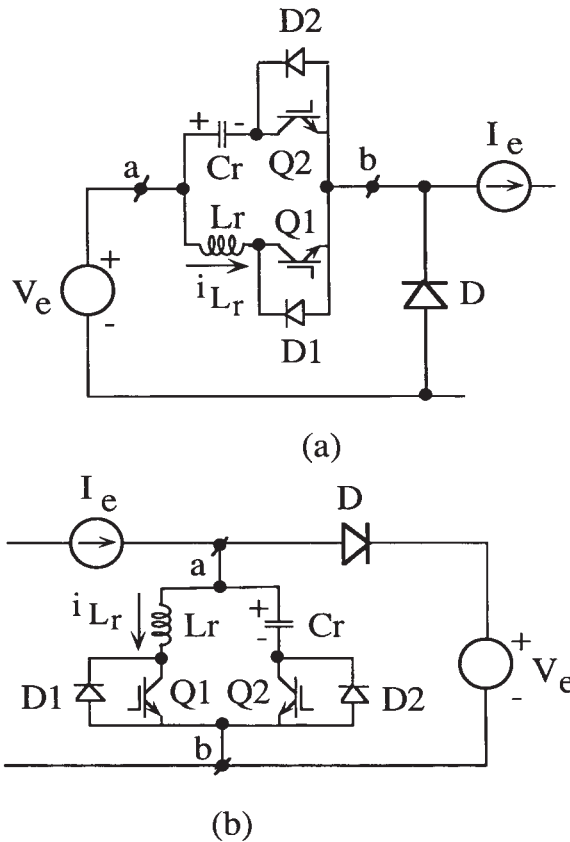 D2
+ -
Cr
Q2
I e
a
b
Lr
Q1
i Lr
V e
+
-
D
D1
(a)
I e
D
a
i Lr
Lr
+
-
Cr
+
V e
-
D1
Q1
Q2
D2
b
(b)